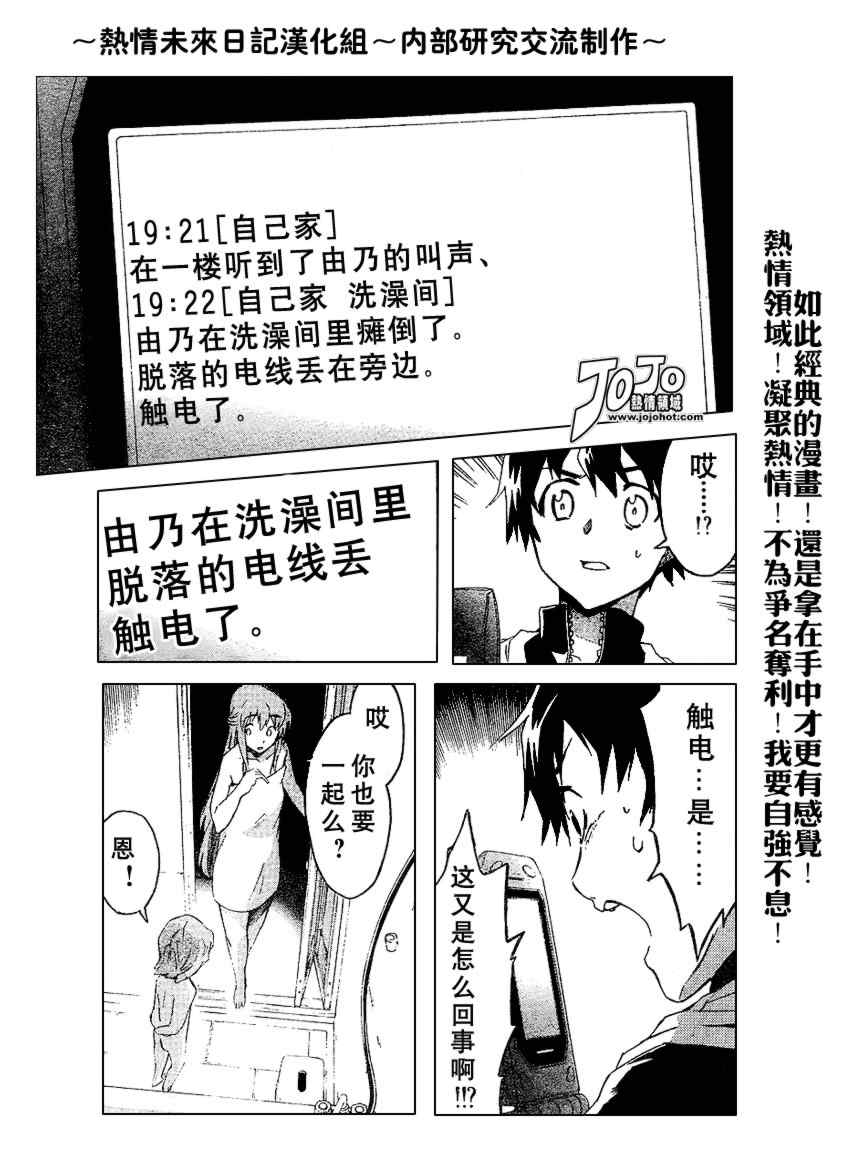 ～熱情未來日記漢化組～内部研究交流制作～
19:21[自己家]
在一楼听到了由乃的叫声、
19:22[自己家 洗澡间]
由乃在洗澡间里瘫倒了。
脱落的电线丢在旁边。
触电了。
JOJO
熱情領域
www.jojohot.com
如此經典的漫畫！還是拿在手中才更有感覺！
熱情領域！凝聚熱情！不為爭名奪利！我要自強不息！
哎……!?
由乃在洗澡间里
脱落的电线丢
触电了。
触电…是……
这又是怎么回事啊!!?
哎
你也要
一起么?
恩!